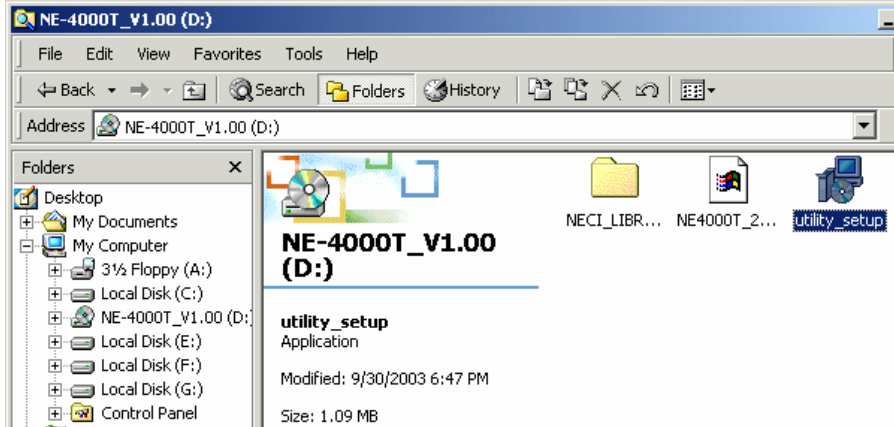 NE-4000T_V1.00 (D:)
File Edit View Favorites Tools Help
Back Search Folders History
Address NE-4000T_V1.00 (D:)
Folders x
Desktop
My Documents
My Computer
3½ Floppy (A:)
Local Disk (C:)
NE-4000T_V1.00 (D:
Local Disk (E:)
Local Disk (F:)
Local Disk (G:)
Control Panel
NE-4000T_V1.00
(D:)
utility_setup
Application
Modified: 9/30/2003 6:47 PM
Size: 1.09 MB
NECI_LIBR... NE4000T_2... utility_setup